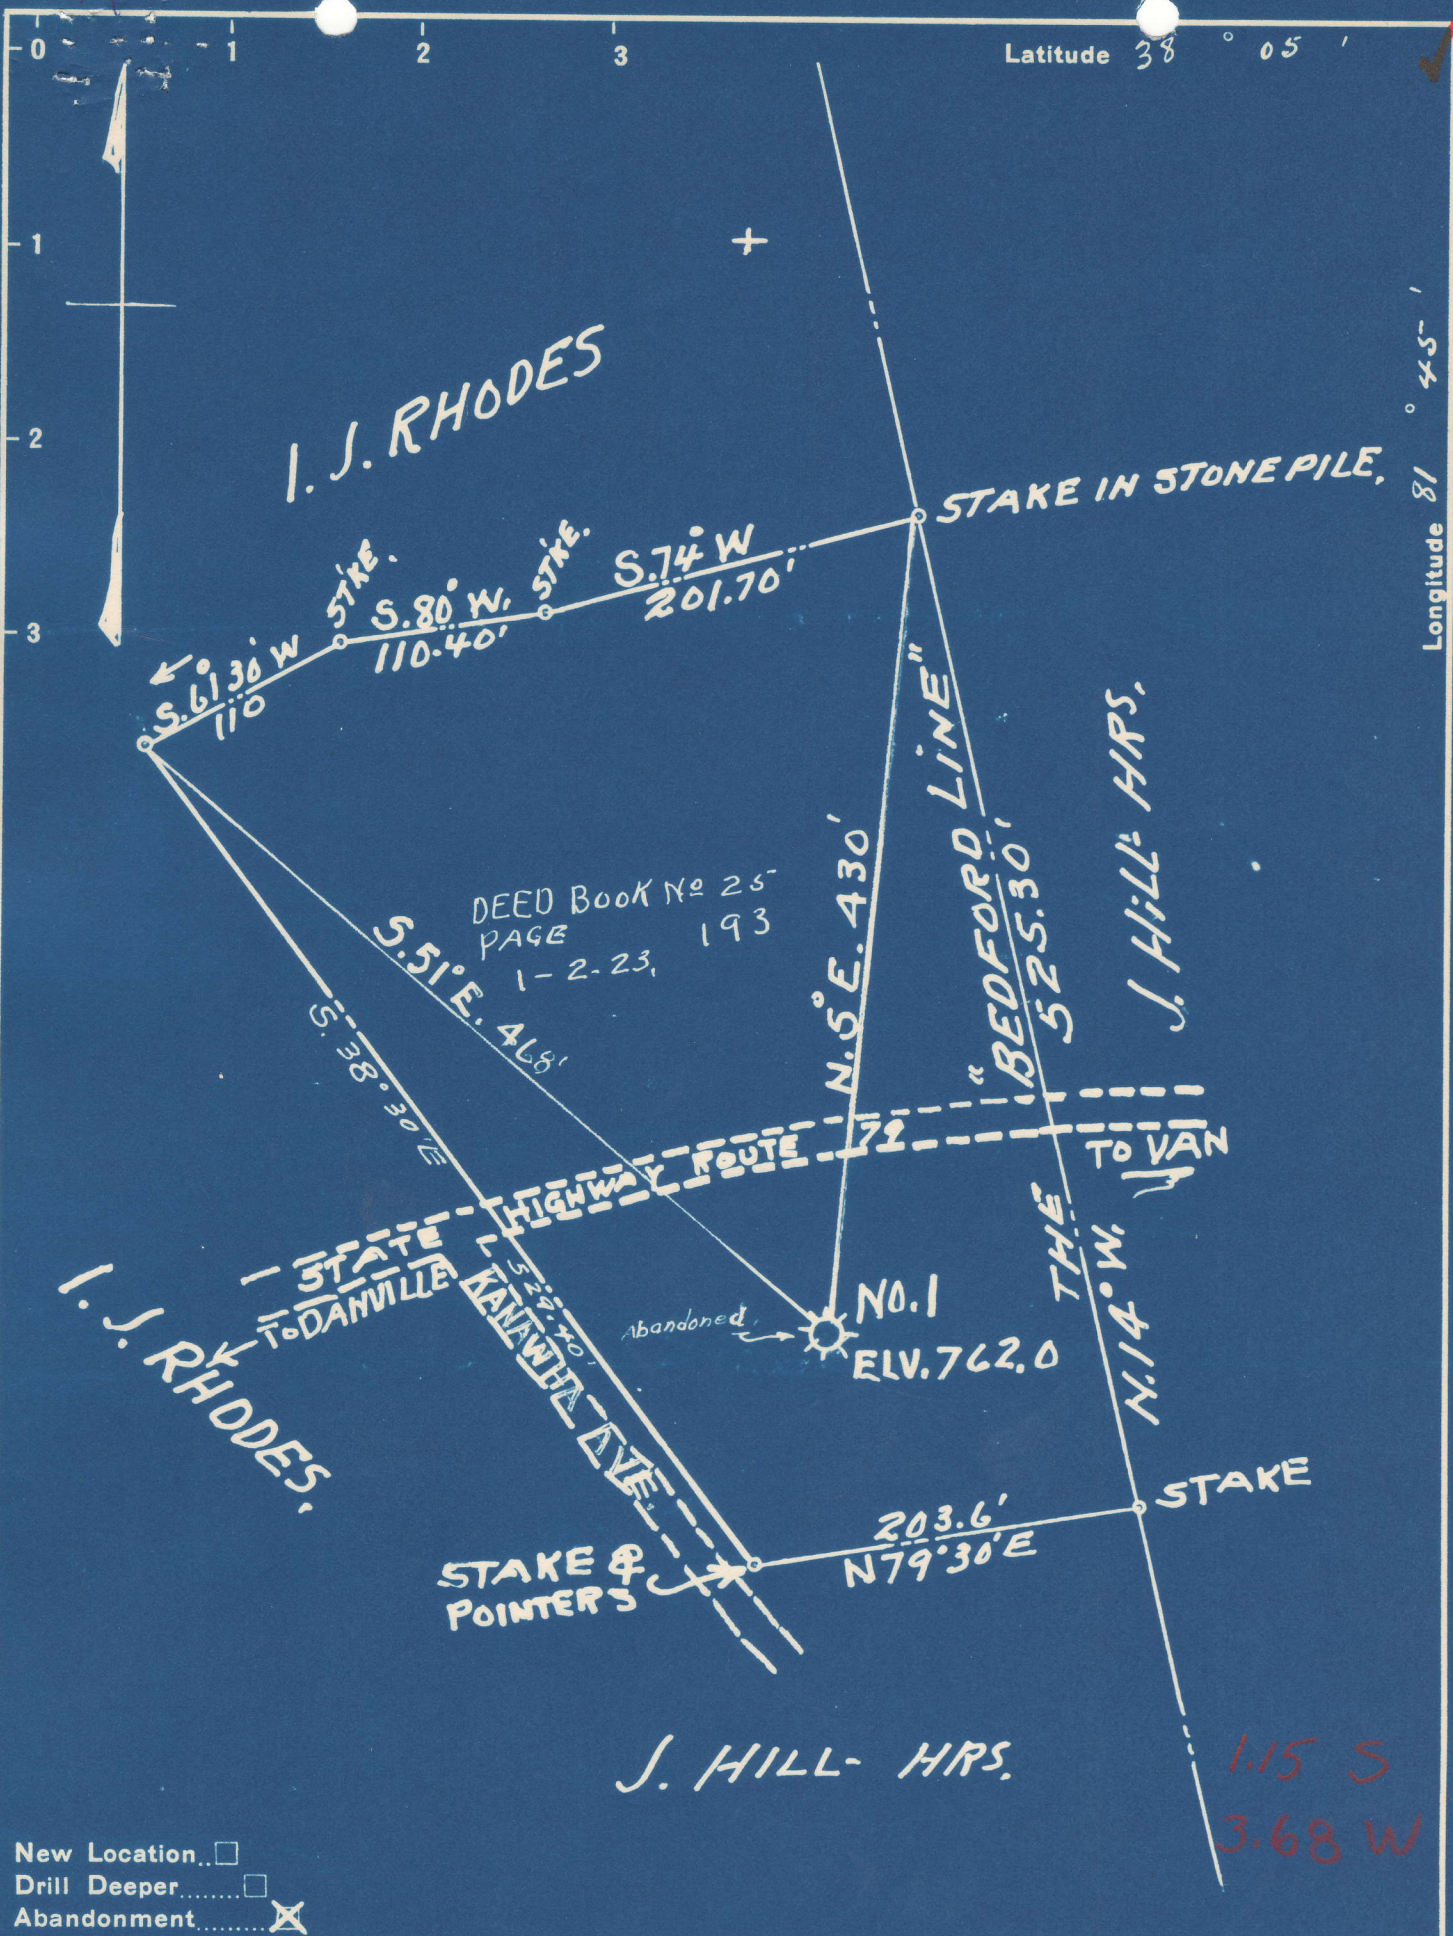 0 1 2 3
Latitude 38 ° 05 '
1
2
3
Longitude 81 ° 45 '
I. J. RHODES
STAKE IN STONE PILE.
STKE.
STKE.
S. 74° W
201.70'
S. 80° W.
110.40'
S. 61° 30' W
110
"BEDFORD LINE"
525.30'
J. HILL- HRS.
N. 5° E. 430'
DEED BOOK No 25
PAGE 193
1-2-23.
S. 51° E. 468'
S. 38° 30' E
529.40'
STATE HIGHWAY ROUTE
TO VAN
TO DANVILLE
KANAWHA AVE.
THE
N. 14° W.
I. J. RHODES.
Abandoned.
NO. 1
ELV. 762.0
STAKE
203.6'
N 79° 30' E
STAKE &
POINTERS
J. HILL- HRS.
1.15 S
3.68 W
New Location..
Drill Deeper........
Abandonment.........